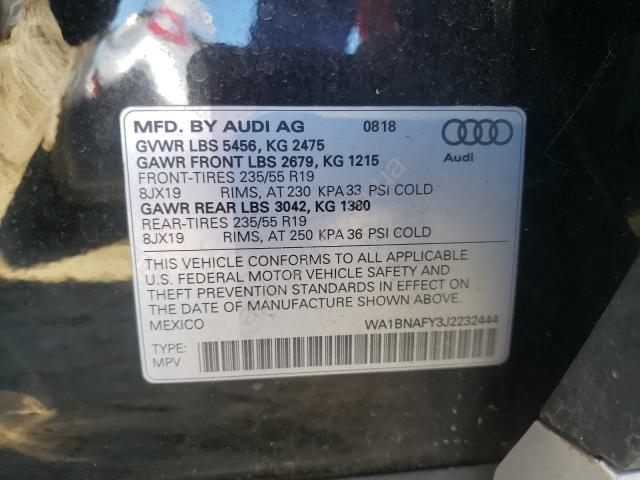 MFD. BY AUDI AG 0818
GVWR LBS 5456, KG 2475
GAWR FRONT LBS 2679, KG 1215
FRONT-TIRES 235/55 R19
8JX19 RIMS, AT 230 KPA33 PSI COLD
GAWR REAR LBS 3042, KG 1380
REAR-TIRES 235/55 R19
8JX19 RIMS, AT 250 KPA 36 PSI COLD
Audi
THIS VEHICLE CONFORMS TO ALL APPLICABLE
U.S. FEDERAL MOTOR VEHICLE SAFETY AND
THEFT PREVENTION STANDARDS IN EFFECT ON
THE DATE OF MANUFACTURE SHOWN ABOVE.
MEXICO WA1BNAFY3J2232444
TYPE:
MPV